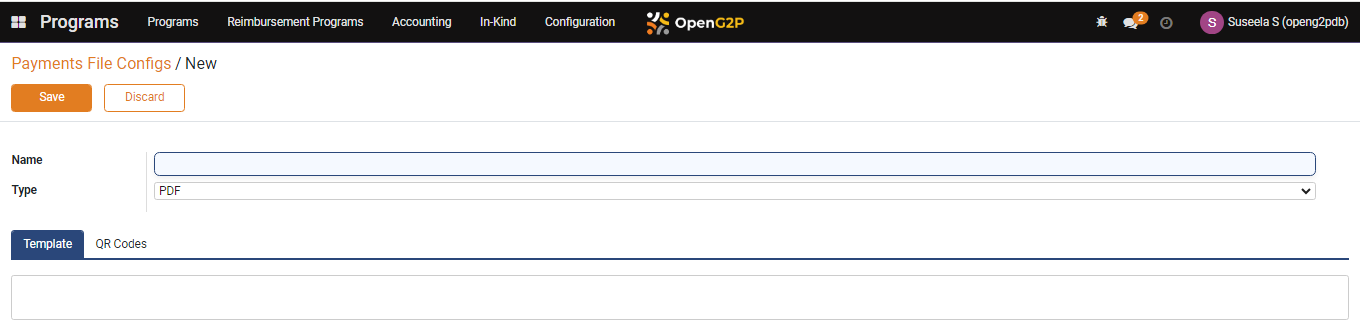 Programs Programs Reimbursement Programs Accounting In-Kind Configuration OpenG2P 2 S Suseela S (openg2pdb)
Payments File Configs / New
Save Discard
Name
Type PDF
Template QR Codes